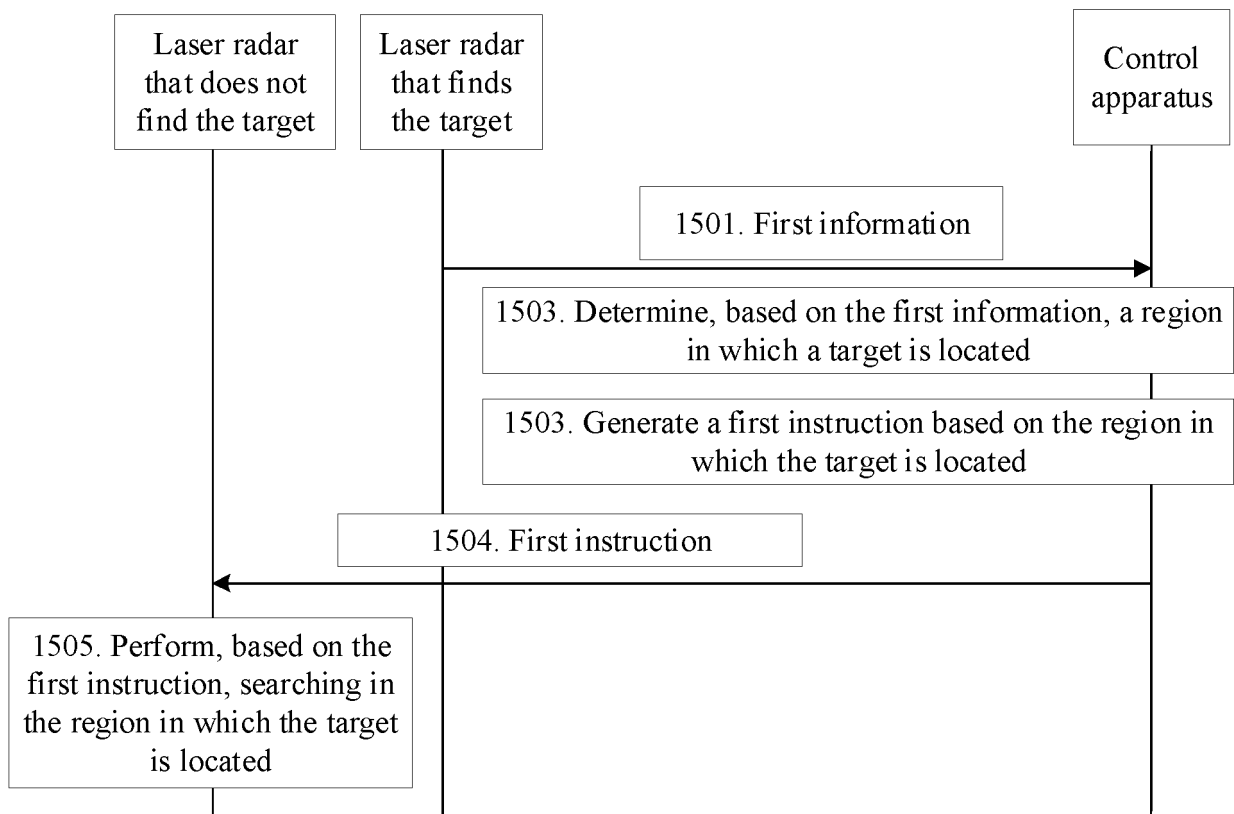 Laser radar
that does not
find the target
Laser radar
that finds
the target
Control
apparatus
1501. First information
1503. Determine, based on the first information, a region
in which a target is located
1503. Generate a first instruction based on the region in
which the target is located
1504. First instruction
1505. Perform, based on the
first instruction, searching in
the region in which the target
is located